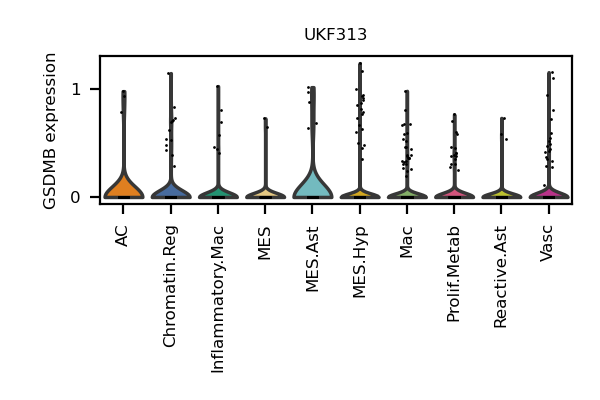 UKF313
GSDMB expression
1
0
AC
Chromatin.Reg
Inflammatory.Mac
MES
MES.Ast
MES.Hyp
Mac
Prolif.Metab
Reactive.Ast
Vasc